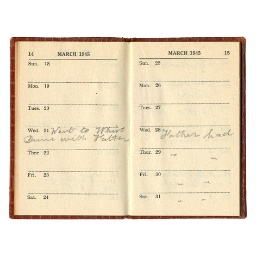 14 MARCH 1945
Sun. 18
Mon. 19
Tues. 20
Wed. 21 Went to Whist
Drive with Father
Thur. 22
Fri. 23
Sat. 24
MARCH 1945 15
Sun. 25
Mon. 26
Tues. 27
Wed. 28 Father had
Thur. 29
Fri. 30
Sat. 31